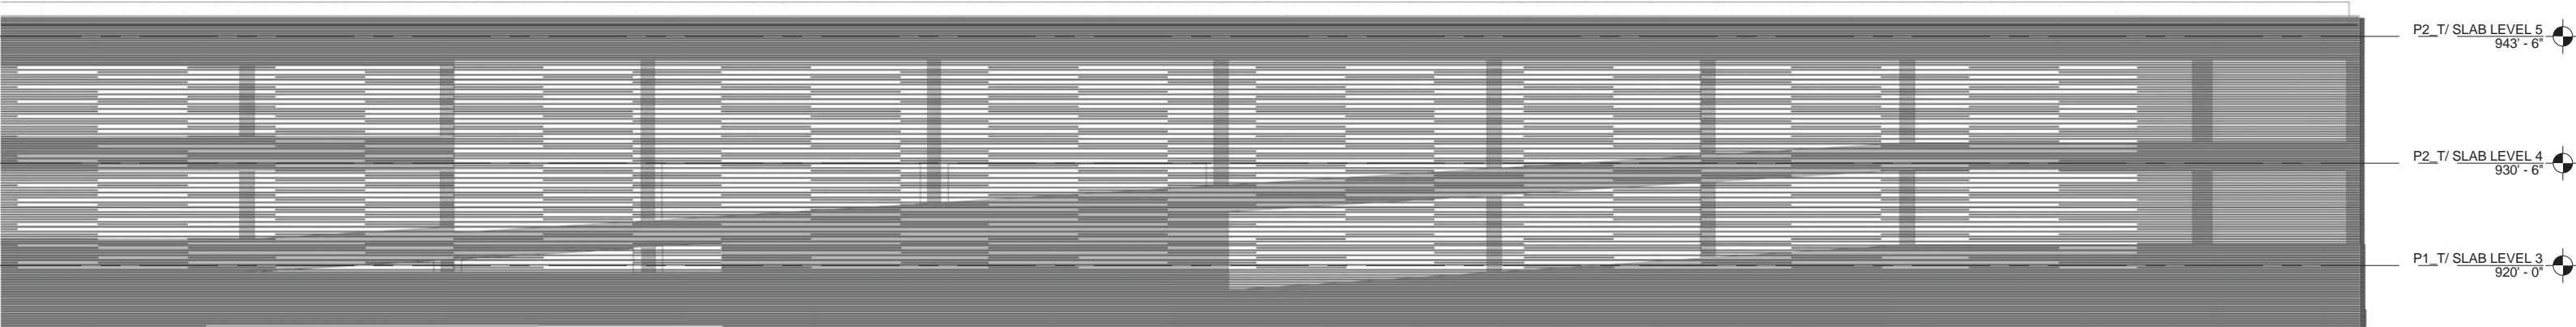 P2_T/ SLAB LEVEL 5
943' - 6"
P2_T/ SLAB LEVEL 4
930' - 6"
P1_T/ SLAB LEVEL 3
920' - 0"